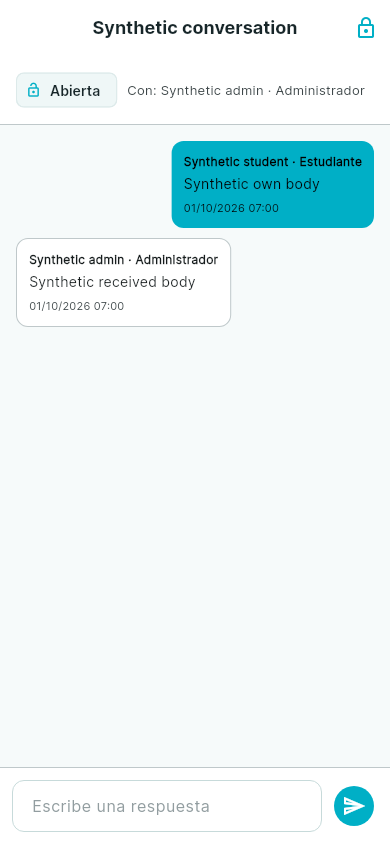 Synthetic conversation
Abierta
Con: Synthetic admin · Administrador
Synthetic student · Estudiante
Synthetic own body
01/10/2026 07:00
Synthetic admin · Administrador
Synthetic received body
01/10/2026 07:00
Escribe una respuesta